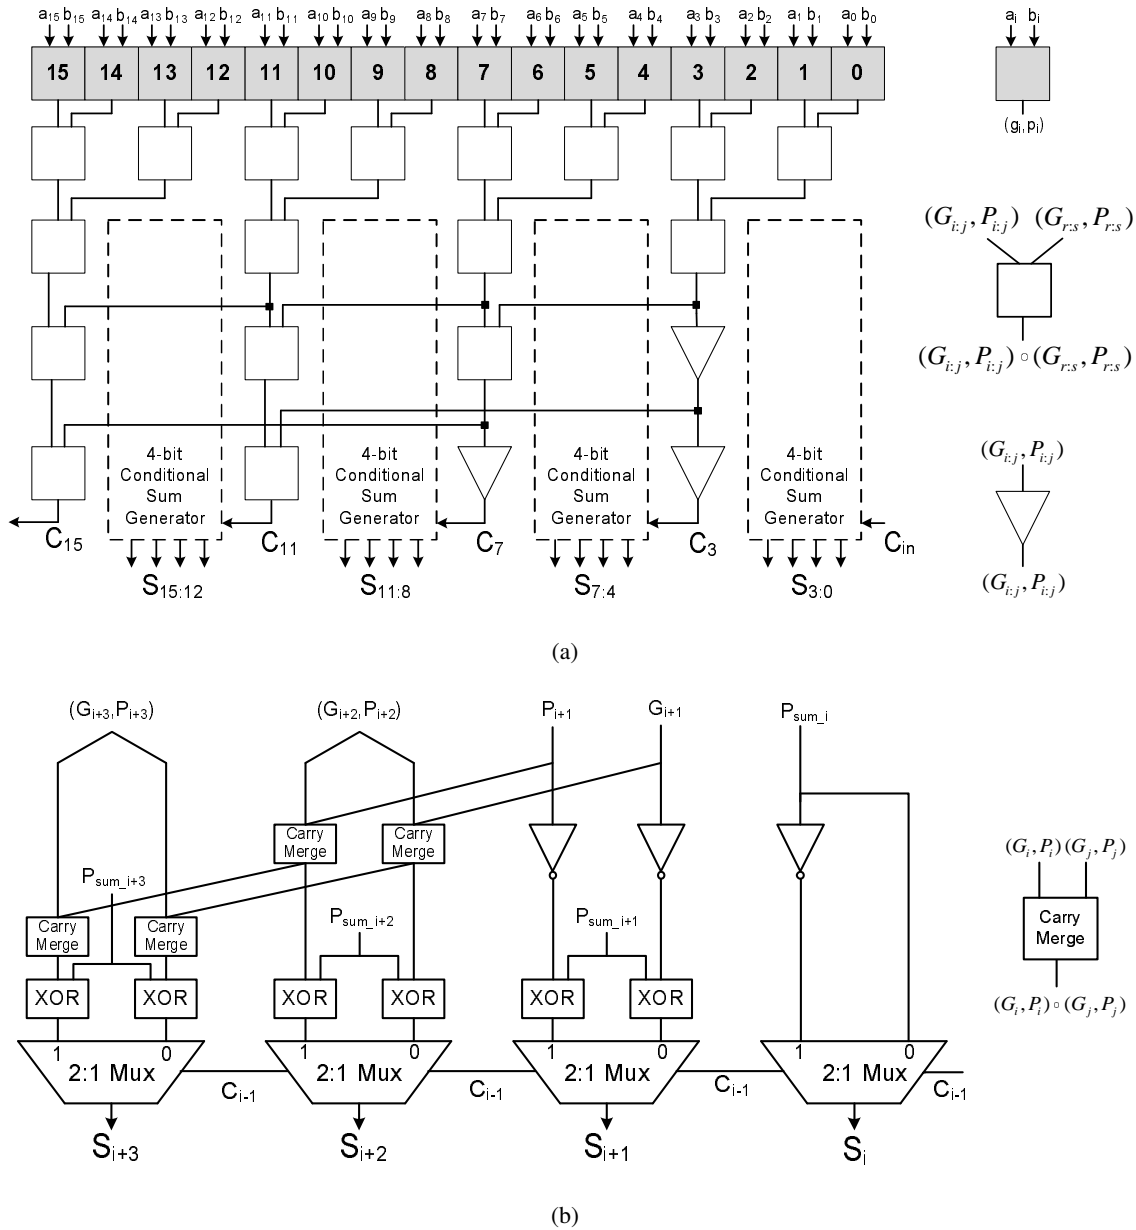 a15 b15 a14 b14 a13 b13 a12 b12 a11 b11 a10 b10 a9 b9 a8 b8 a7 b7 a6 b6 a5 b5 a4 b4 a3 b3 a2 b2 a1 b1 a0 b0
ai bi
15 14 13 12 11 10 9 8 7 6 5 4 3 2 1 0
(gi,pi)
(Gi:j, Pi:j) (Gr:s, Pr:s)
(Gi:j, Pi:j) ∘ (Gr:s, Pr:s)
4-bit
Conditional
Sum
Generator
4-bit
Conditional
Sum
Generator
4-bit
Conditional
Sum
Generator
4-bit
Conditional
Sum
Generator
(Gi:j, Pi:j)
C15 C11 C7 C3 Cin
S15:12 S11:8 S7:4 S3:0
(Gi:j, Pi:j)
(a)
(Gi+3,Pi+3) (Gi+2,Pi+2) Pi+1 Gi+1 Psum_i
Carry
Merge
Carry
Merge
Psum_i+3
Carry
Merge
Carry
Merge
Psum_i+2 Psum_i+1
(Gi, Pi) (Gj, Pj)
Carry
Merge
(Gi, Pi) ∘ (Gj, Pj)
XOR XOR XOR XOR XOR XOR
1 0 1 0 1 0 1 0
2:1 Mux 2:1 Mux 2:1 Mux 2:1 Mux
Ci-1 Ci-1 Ci-1 Ci-1
Si+3 Si+2 Si+1 Si
(b)